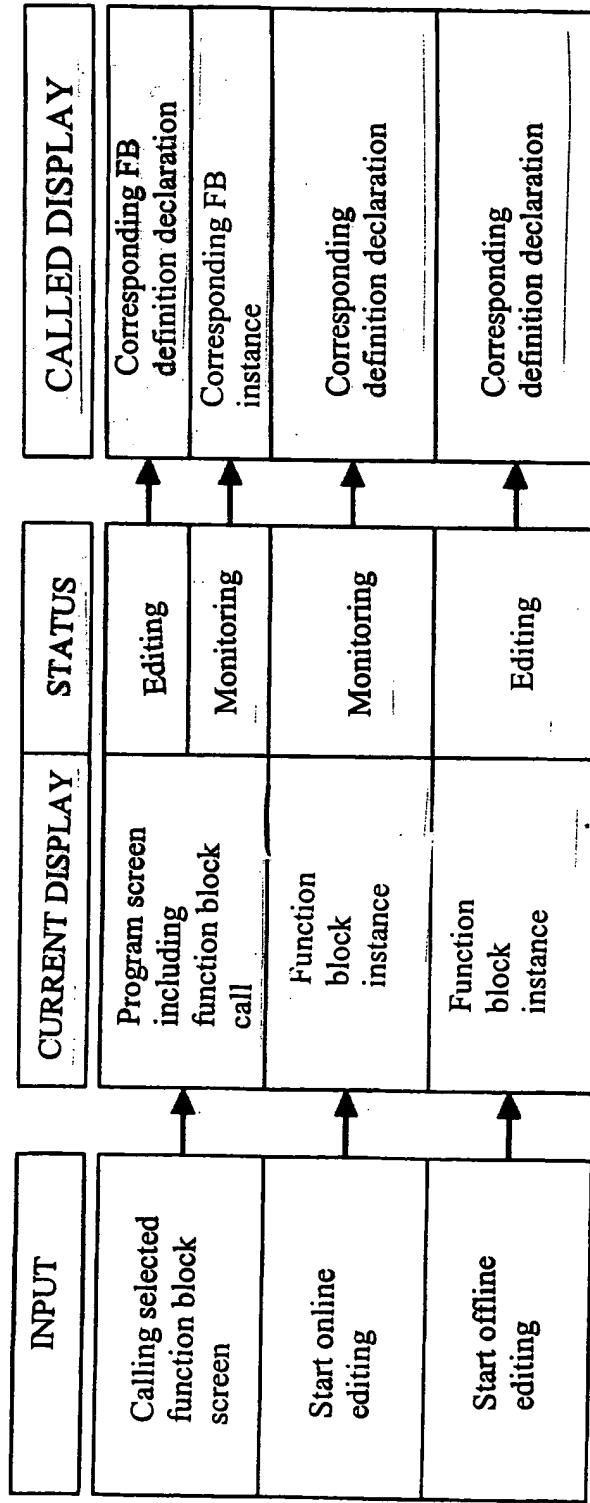 INPUT
CURRENT DISPLAY
STATUS
CALLED DISPLAY
Calling selected
function block
screen
Program screen
including
function block
call
Editing
Corresponding FB
definition declaration
Monitoring
Corresponding FB
instance
Start online
editing
Function
block
instance
Monitoring
Corresponding
definition declaration
Start offline
editing
Function
block
instance
Editing
Corresponding
definition declaration